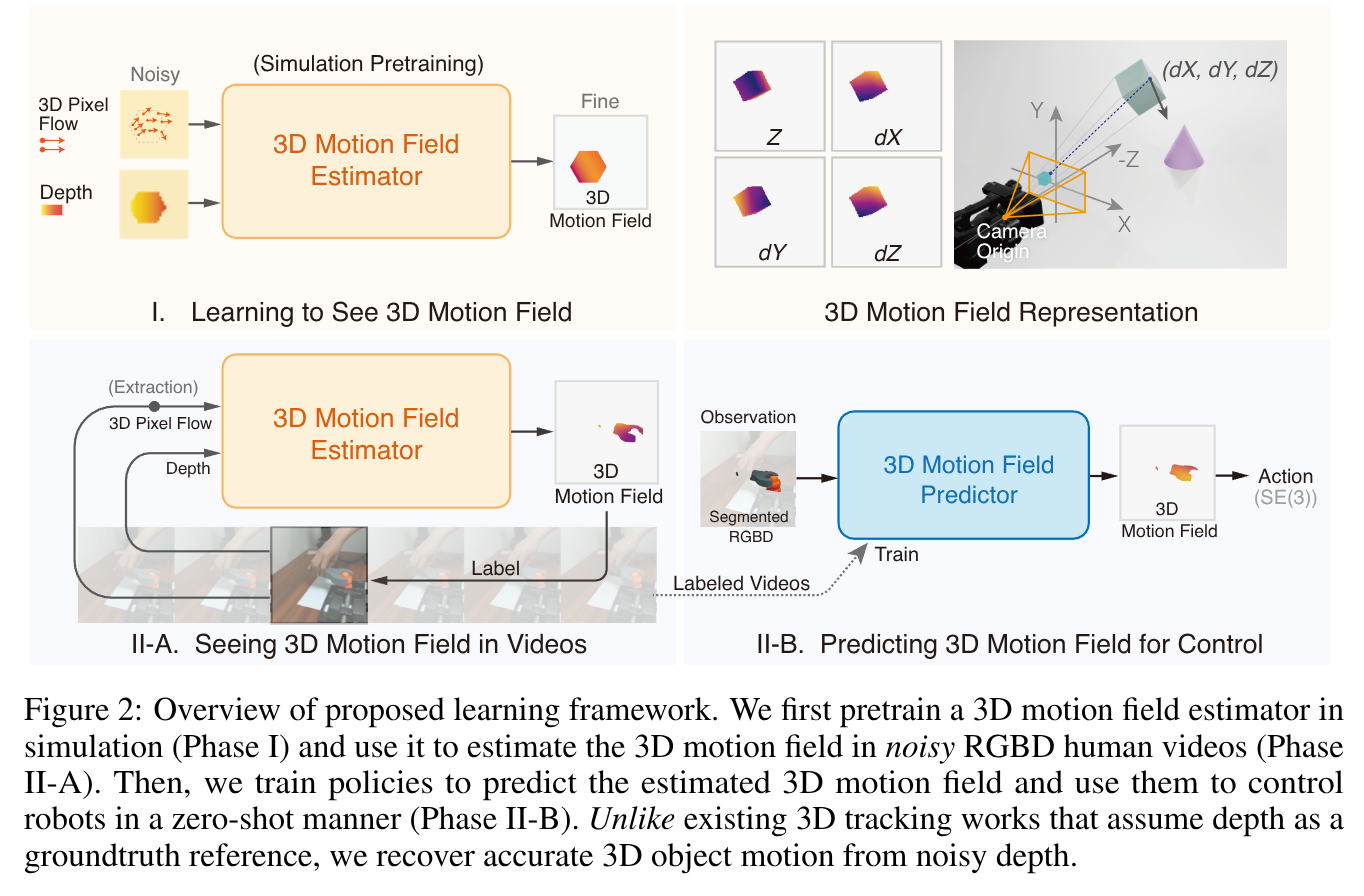 (Simulation Pretraining)
Noisy
3D Pixel
Flow
Depth
3D Motion Field
Estimator
Fine
3D
Motion Field
I. Learning to See 3D Motion Field
Z
dX
dY
dZ
(dX, dY, dZ)
Y
-Z
X
Camera
Origin
3D Motion Field Representation
(Extraction)
3D Pixel Flow
Depth
3D Motion Field
Estimator
3D
Motion Field
Label
II-A. Seeing 3D Motion Field in Videos
Observation
Segmented
RGBD
3D Motion Field
Predictor
3D
Motion Field
Action
(SE(3))
Train
Labeled Videos
II-B. Predicting 3D Motion Field for Control
Figure 2: Overview of proposed learning framework. We first pretrain a 3D motion field estimator in
simulation (Phase I) and use it to estimate the 3D motion field in noisy RGBD human videos (Phase
II-A). Then, we train policies to predict the estimated 3D motion field and use them to control
robots in a zero-shot manner (Phase II-B). Unlike existing 3D tracking works that assume depth as a
groundtruth reference, we recover accurate 3D object motion from noisy depth.